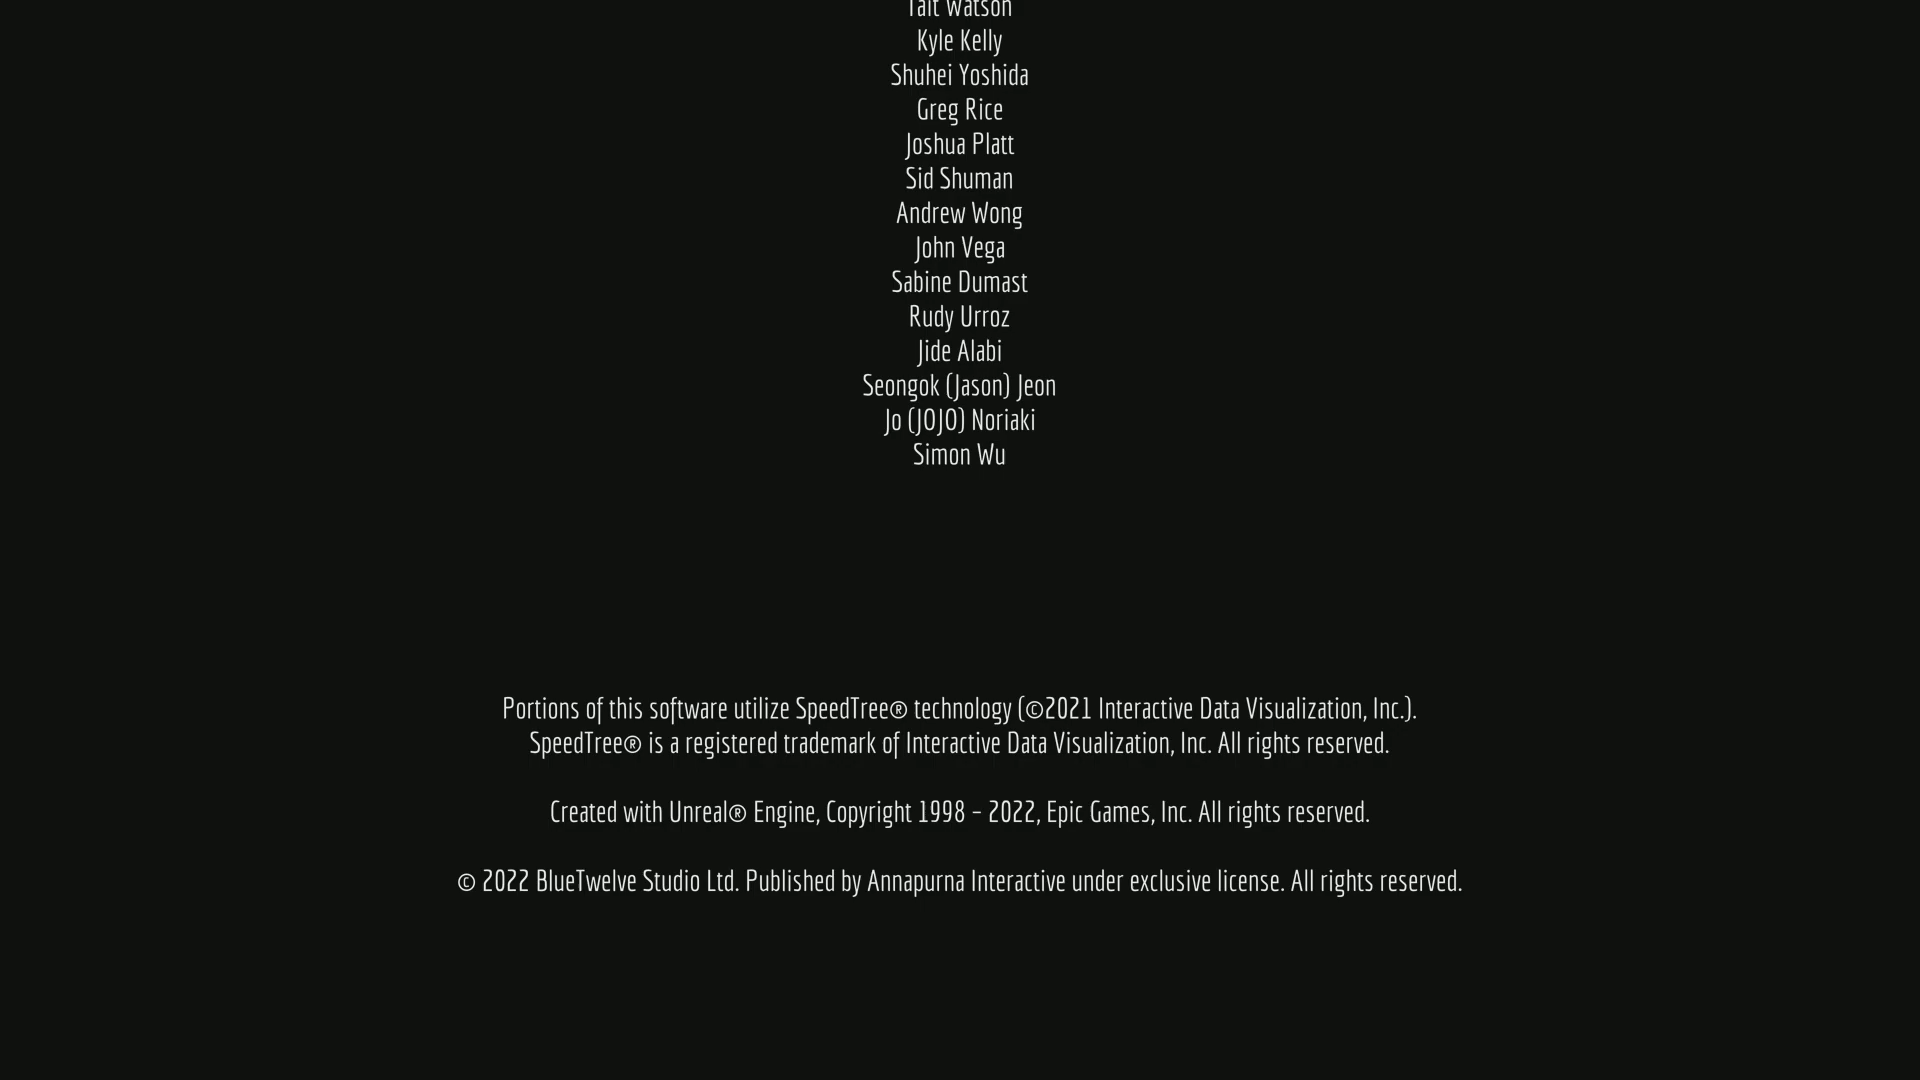 Tait Watson
Kyle Kelly
Shuhei Yoshida
Greg Rice
Joshua Platt
Sid Shuman
Andrew Wong
John Vega
Sabine Dumast
Rudy Urroz
Jide Alabi
Seongok (Jason) Jeon
Jo (JOJO) Noriaki
Simon Wu
Portions of this software utilize SpeedTree® technology (©2021 Interactive Data Visualization, Inc.).
SpeedTree® is a registered trademark of Interactive Data Visualization, Inc. All rights reserved.
Created with Unreal® Engine, Copyright 1998 – 2022, Epic Games, Inc. All rights reserved.
© 2022 BlueTwelve Studio Ltd. Published by Annapurna Interactive under exclusive license. All rights reserved.